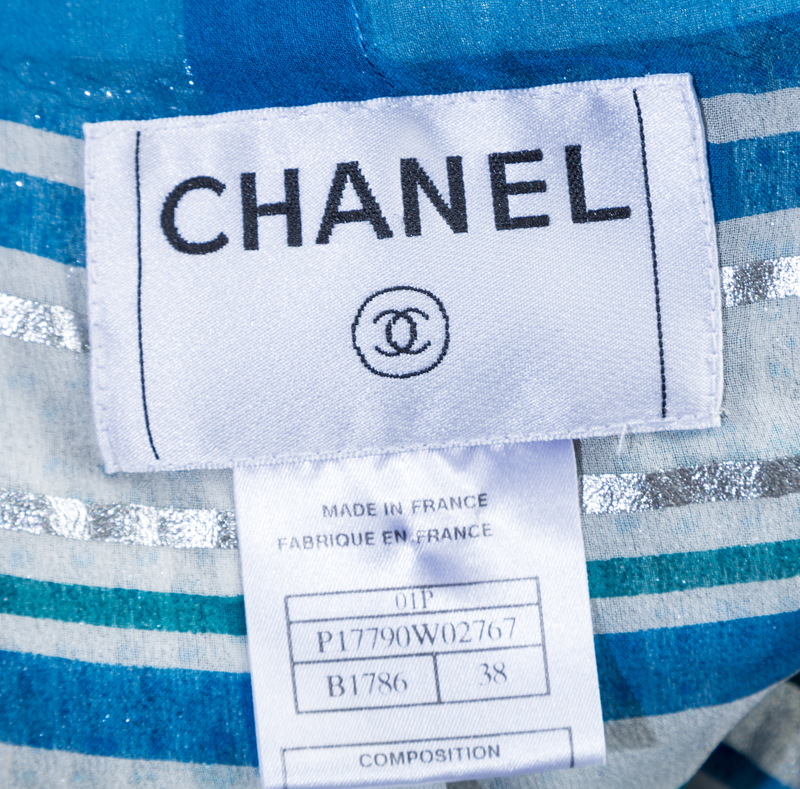 CHANEL
MADE IN FRANCE
FABRIQUE EN FRANCE
01P
P17790W02767
B1786 38
COMPOSITION